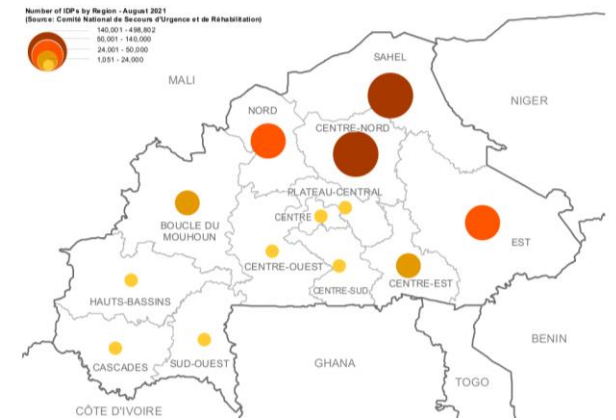 Number of IDPs by Region - August 2021
(Source: Comité National de Secours d'Urgence et de Réhabilitation)
140,001 - 498,802
50,001 - 140,000
24,001 - 50,000
1,051 - 24,000
SAHEL
MALI
NIGER
NORD
CENTRE-NORD
PLATEAU-CENTRAL
CENTRE
BOUCLE DU
MOUHOUN
EST
CENTRE-OUEST
CENTRE-EST
CENTRE-SUD
HAUTS-BASSINS
BENIN
CASCADES
SUD-OUEST
GHANA
TOGO
CÔTE D'IVOIRE